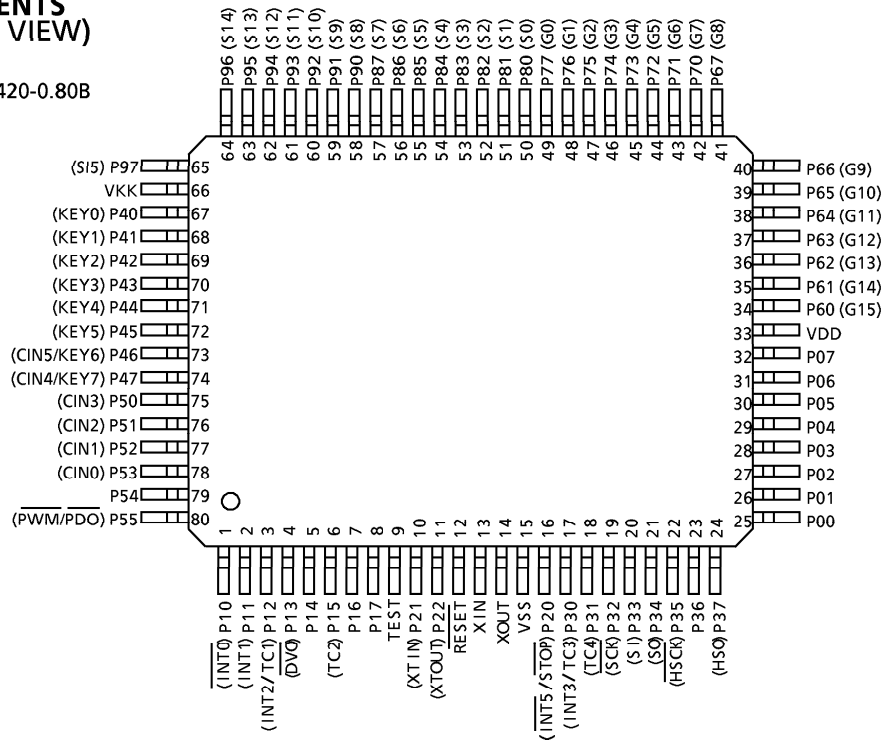 ENTS
VIEW)
420-0.80B
P96 (S14)
P95 (S13)
P94 (S12)
P93 (S11)
P92 (S10)
P91 (S9)
P90 (S8)
P87 (S7)
P86 (S6)
P85 (S5)
P84 (S4)
P83 (S3)
P82 (S2)
P81 (S1)
P80 (S0)
P77 (G0)
P76 (G1)
P75 (G2)
P74 (G3)
P73 (G4)
P72 (G5)
P71 (G6)
P70 (G7)
P67 (G8)
64 63 62 61 60 59 58 57 56 55 54 53 52 51 50 49 48 47 46 45 44 43 42 41
(SI5) P97 65
VKK 66
(KEY0) P40 67
(KEY1) P41 68
(KEY2) P42 69
(KEY3) P43 70
(KEY4) P44 71
(KEY5) P45 72
(CIN5/KEY6) P46 73
(CIN4/KEY7) P47 74
(CIN3) P50 75
(CIN2) P51 76
(CIN1) P52 77
(CIN0) P53 78
P54 79
(PWM/PDO) P55 80
40 P66 (G9)
39 P65 (G10)
38 P64 (G11)
37 P63 (G12)
36 P62 (G13)
35 P61 (G14)
34 P60 (G15)
33 VDD
32 P07
31 P06
30 P05
29 P04
28 P03
27 P02
26 P01
25 P00
1 2 3 4 5 6 7 8 9 10 11 12 13 14 15 16 17 18 19 20 21 22 23 24
(INT0) P10
(INT1) P11
(INT2/TC1) P12
(DVO) P13
P14
(TC2) P15
P16
P17
TEST
(XTIN) P21
(XTOUT) P22
RESET
XIN
XOUT
VSS
(INT5/STOP) P20
(INT3/TC3) P30
(TC4) P31
(SCK) P32
(SI) P33
(SO) P34
(HSCK) P35
P36
(HSO) P37